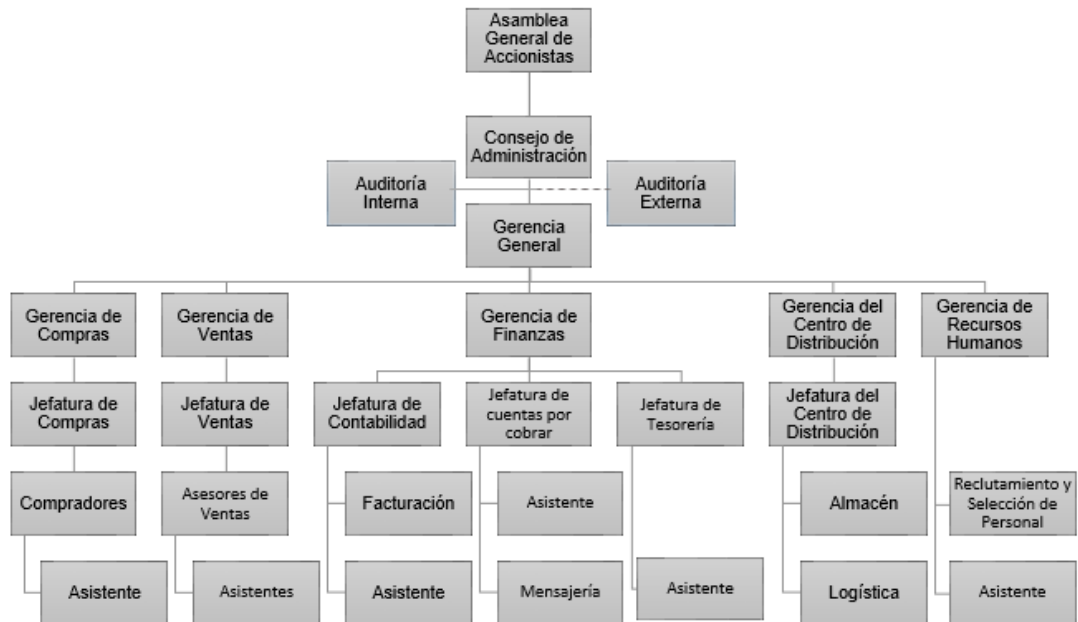 Asamblea
General de
Accionistas
Consejo de
Administración
Auditoría
Interna
Auditoría
Externa
Gerencia
General
Gerencia de
Compras
Gerencia de
Ventas
Gerencia de
Finanzas
Gerencia del
Centro de
Distribución
Gerencia de
Recursos
Humanos
Jefatura de
Compras
Jefatura de
Ventas
Jefatura de
Contabilidad
Jefatura de
cuentas por
cobrar
Jefatura de
Tesorería
Jefatura del
Centro de
Distribución
Compradores
Asesores de
Ventas
Facturación
Asistente
Almacén
Reclutamiento y
Selección de
Personal
Asistente
Asistentes
Asistente
Mensajería
Asistente
Logística
Asistente